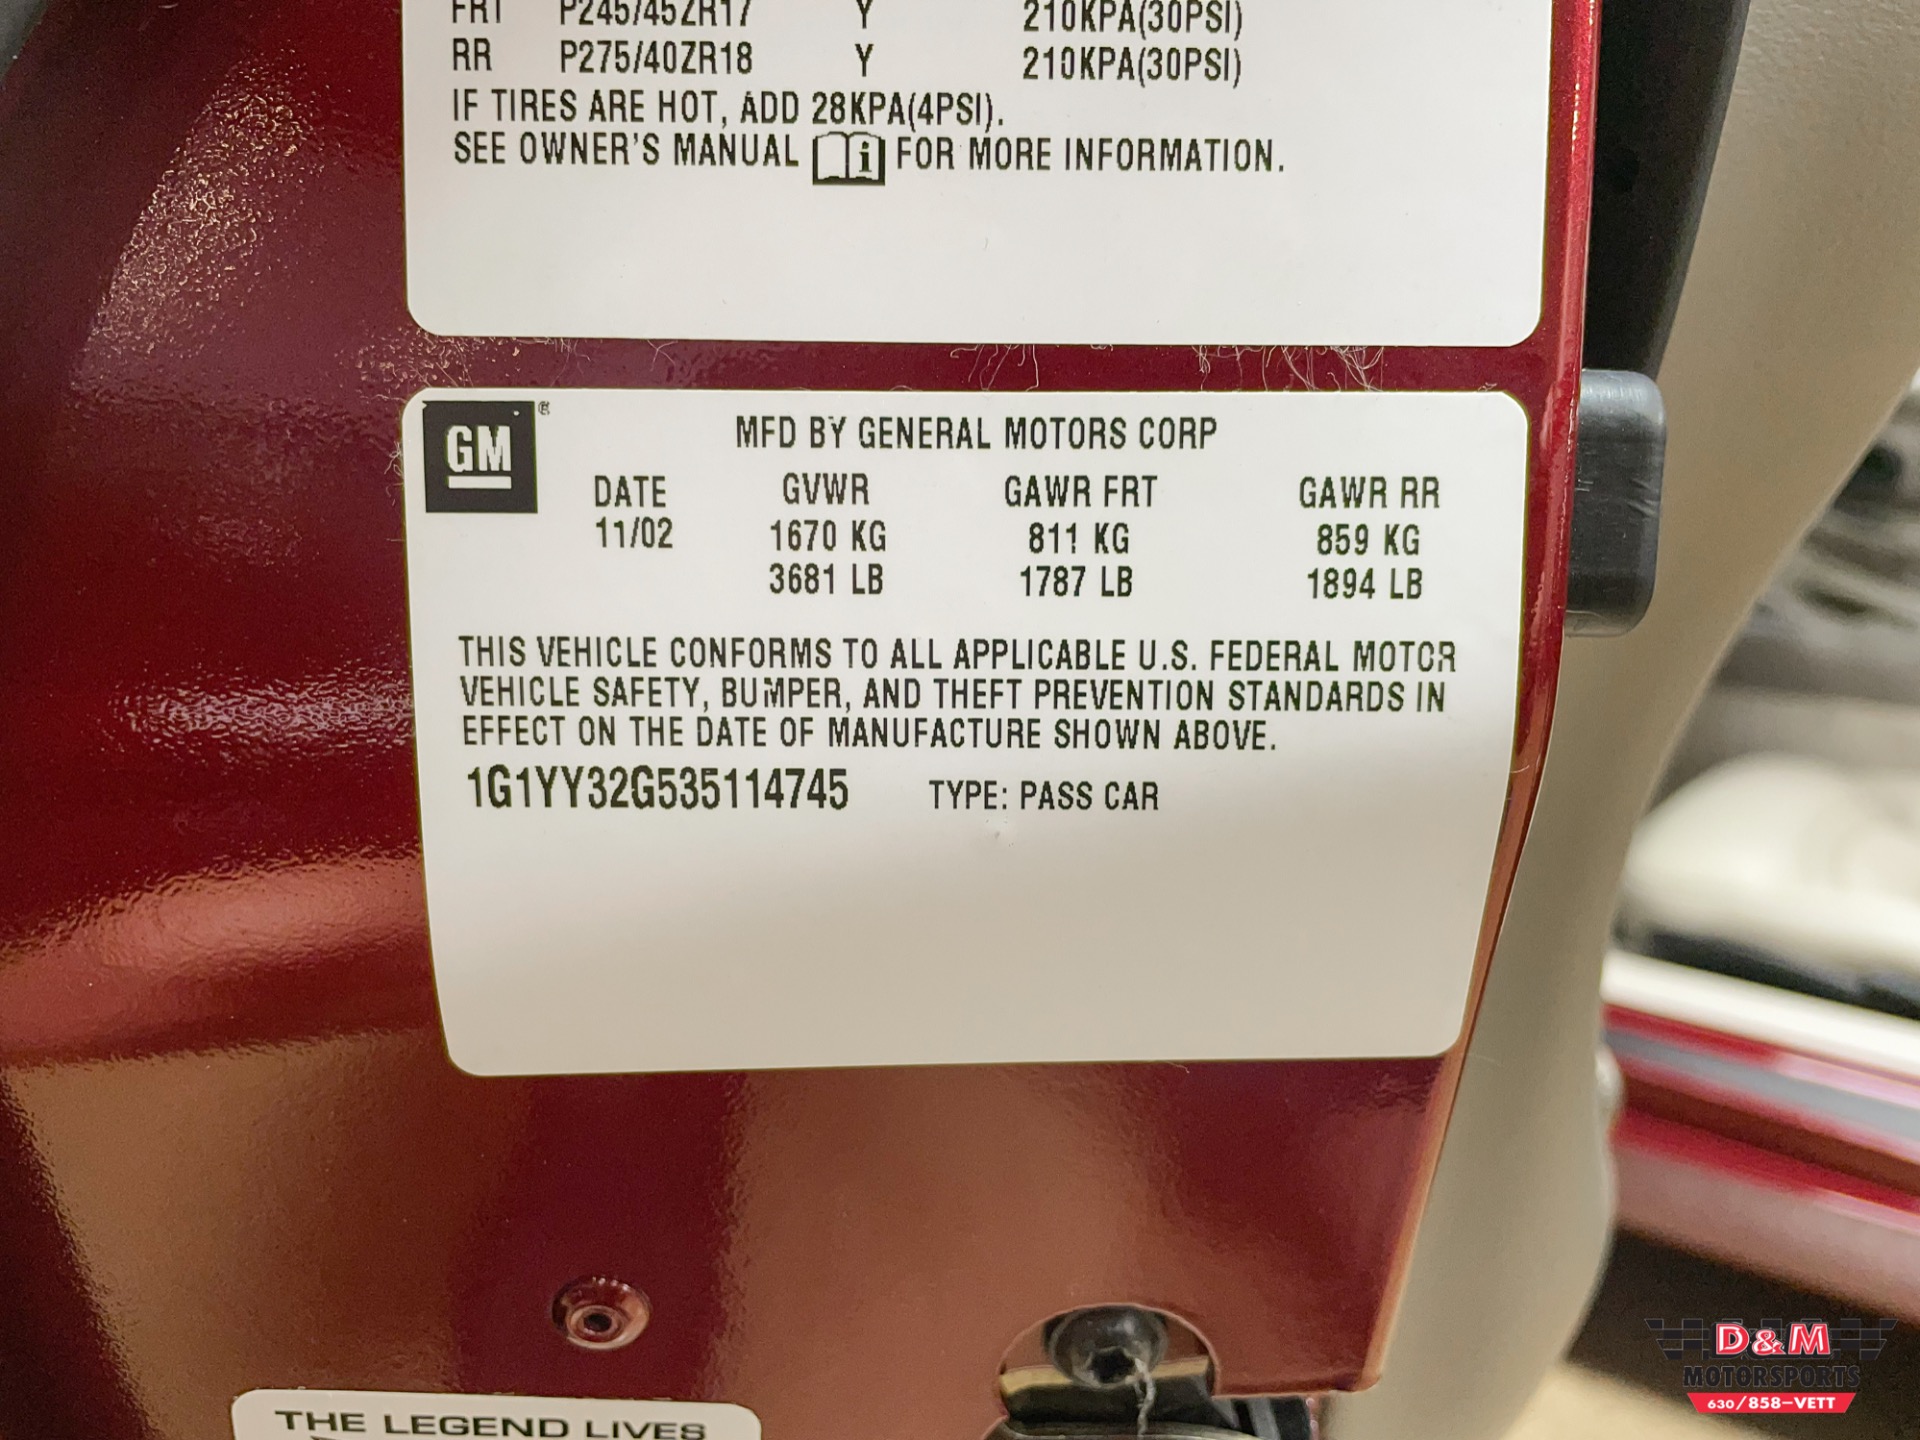 FRT P245/45ZR17 Y 210KPA(30PSI)
RR P275/40ZR18 Y 210KPA(30PSI)
IF TIRES ARE HOT, ADD 28KPA(4PSI).
SEE OWNER'S MANUAL i FOR MORE INFORMATION.
GM ®
MFD BY GENERAL MOTORS CORP
DATE GVWR GAWR FRT GAWR RR
11/02 1670 KG 811 KG 859 KG
3681 LB 1787 LB 1894 LB
THIS VEHICLE CONFORMS TO ALL APPLICABLE U.S. FEDERAL MOTOR
VEHICLE SAFETY, BUMPER, AND THEFT PREVENTION STANDARDS IN
EFFECT ON THE DATE OF MANUFACTURE SHOWN ABOVE.
1G1YY32G535114745 TYPE: PASS CAR
THE LEGEND LIVES
D&M
MOTORSPORTS
630/858-VETT